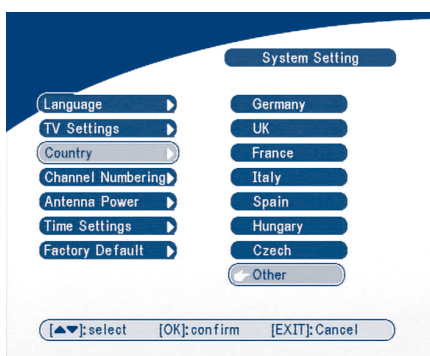 System Setting
Language
TV Settings
Country
Channel Numbering
Antenna Power
Time Settings
Factory Default
Germany
UK
France
Italy
Spain
Hungary
Czech
Other
[▲▼]:select [OK]:confirm [EXIT]:Cancel